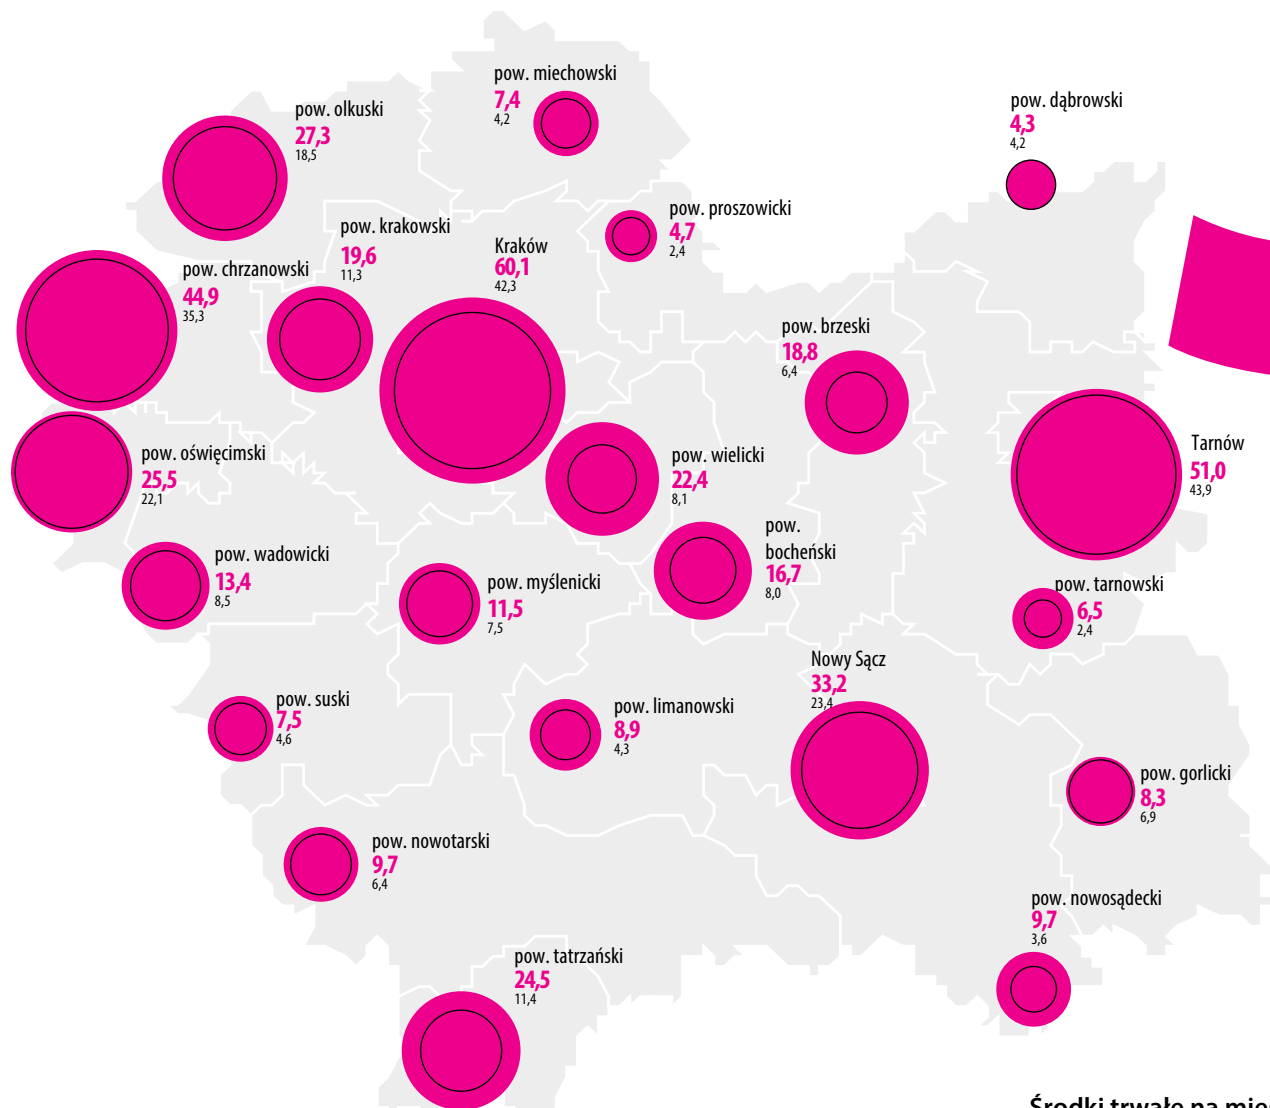 pow. miechowski
7,4
4,2
pow. dąbrowski
4,3
4,2
pow. olkuski
27,3
18,5
pow. proszowicki
4,7
2,4
pow. krakowski
19,6
11,3
Kraków
60,1
42,3
pow. chrzanowski
44,9
35,3
pow. brzeski
18,8
6,4
Tarnów
51,0
43,9
pow. oświęcimski
25,5
22,1
pow. wielicki
22,4
8,1
pow.
bocheński
16,7
8,0
pow. wadowicki
13,4
8,5
pow. myślenicki
11,5
7,5
pow. tarnowski
6,5
2,4
Nowy Sącz
33,2
23,4
pow. suski
7,5
4,6
pow. limanowski
8,9
4,3
pow. gorlicki
8,3
6,9
pow. nowotarski
9,7
6,4
pow. nowosądecki
9,7
3,6
pow. tatrzański
24,5
11,4
Środki trwałe na